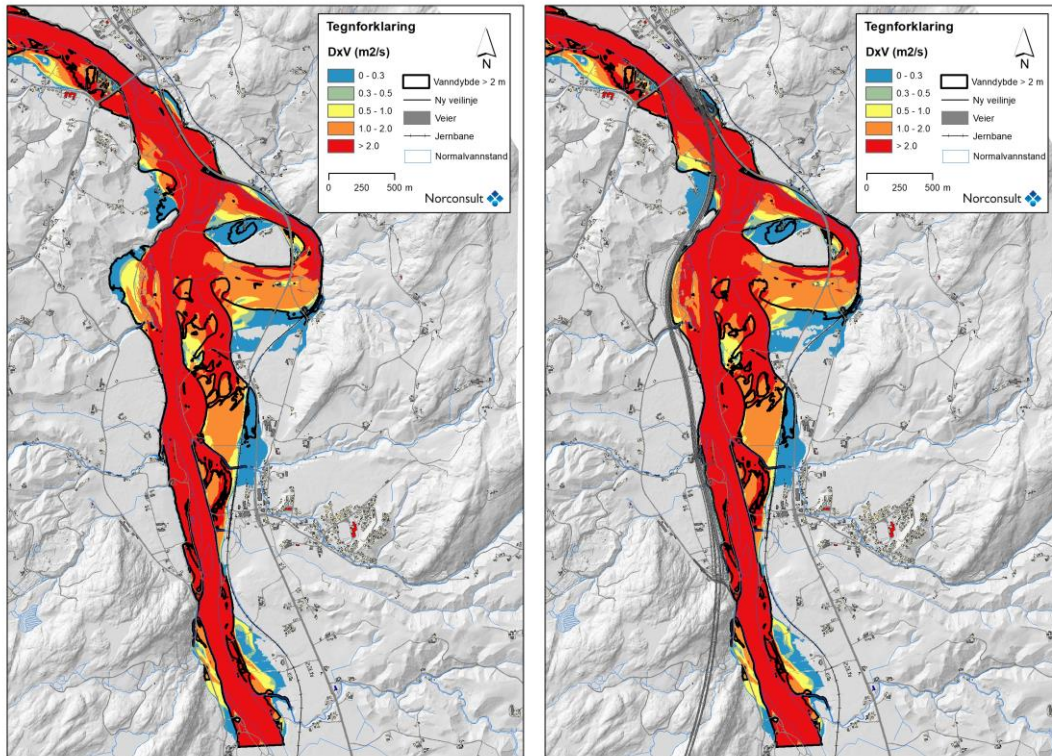 Tegnforklaring
DxV (m2/s)
0 - 0.3
0.3 - 0.5
0.5 - 1.0
1.0 - 2.0
> 2.0
Vanndybde > 2 m
Ny veilinje
Veier
Jernbane
Normalvannstand
N
0 250 500 m
Norconsult
Tegnforklaring
DxV (m2/s)
0 - 0.3
0.3 - 0.5
0.5 - 1.0
1.0 - 2.0
> 2.0
Vanndybde > 2 m
Ny veilinje
Veier
Jernbane
Normalvannstand
N
0 250 500 m
Norconsult